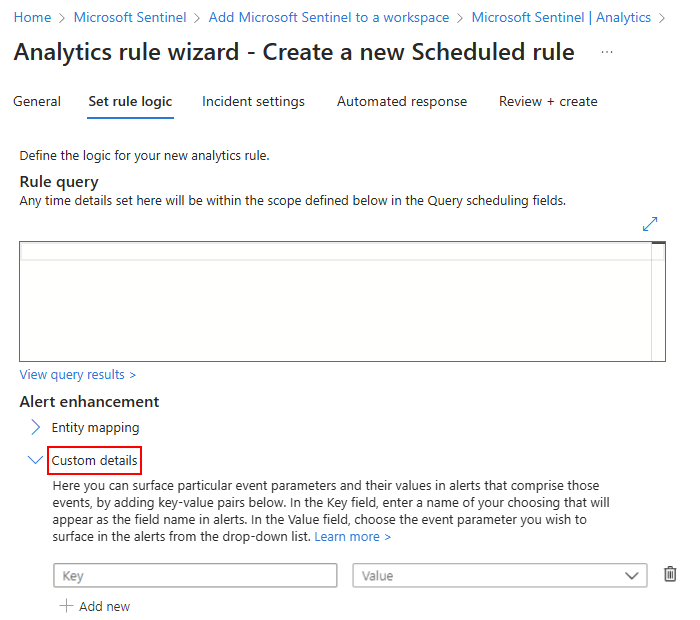 Home > Microsoft Sentinel > Add Microsoft Sentinel to a workspace > Microsoft Sentinel | Analytics >
Analytics rule wizard - Create a new Scheduled rule ...
General Set rule logic Incident settings Automated response Review + create
Define the logic for your new analytics rule.
Rule query
Any time details set here will be within the scope defined below in the Query scheduling fields.
View query results >
Alert enhancement
Entity mapping
Custom details
Here you can surface particular event parameters and their values in alerts that comprise those
events, by adding key-value pairs below. In the Key field, enter a name of your choosing that will
appear as the field name in alerts. In the Value field, choose the event parameter you wish to
surface in the alerts from the drop-down list. Learn more >
Key Value
+ Add new